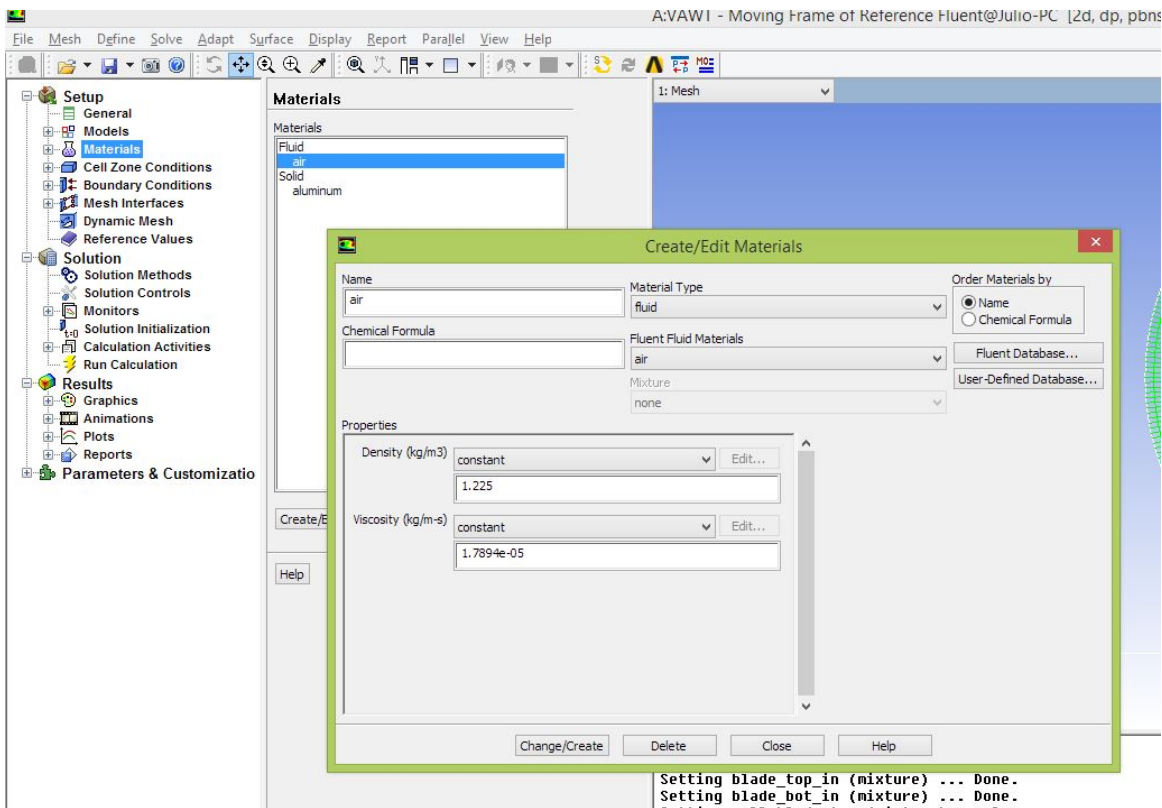 A:VAWT - Moving Frame of Reference Fluent@Julio-PC [2d, dp, pbns
File Mesh Define Solve Adapt Surface Display Report Parallel View Help
Setup
General
Models
Materials
Cell Zone Conditions
Boundary Conditions
Mesh Interfaces
Dynamic Mesh
Reference Values
Solution
Solution Methods
Solution Controls
Monitors
Solution Initialization
Calculation Activities
Run Calculation
Results
Graphics
Animations
Plots
Reports
Parameters & Customizatio
Materials
Materials
Fluid
air
Solid
aluminum
Create/E
Help
1: Mesh
Create/Edit Materials
Name
air
Chemical Formula
Material Type
fluid
Fluent Fluid Materials
air
Mixture
none
Order Materials by
Name
Chemical Formula
Fluent Database...
User-Defined Database...
Properties
Density (kg/m3) constant Edit...
1.225
Viscosity (kg/m-s) constant Edit...
1.7894e-05
Change/Create Delete Close Help
Setting blade_top_in (mixture) ... Done.
Setting blade_bot_in (mixture) ... Done.